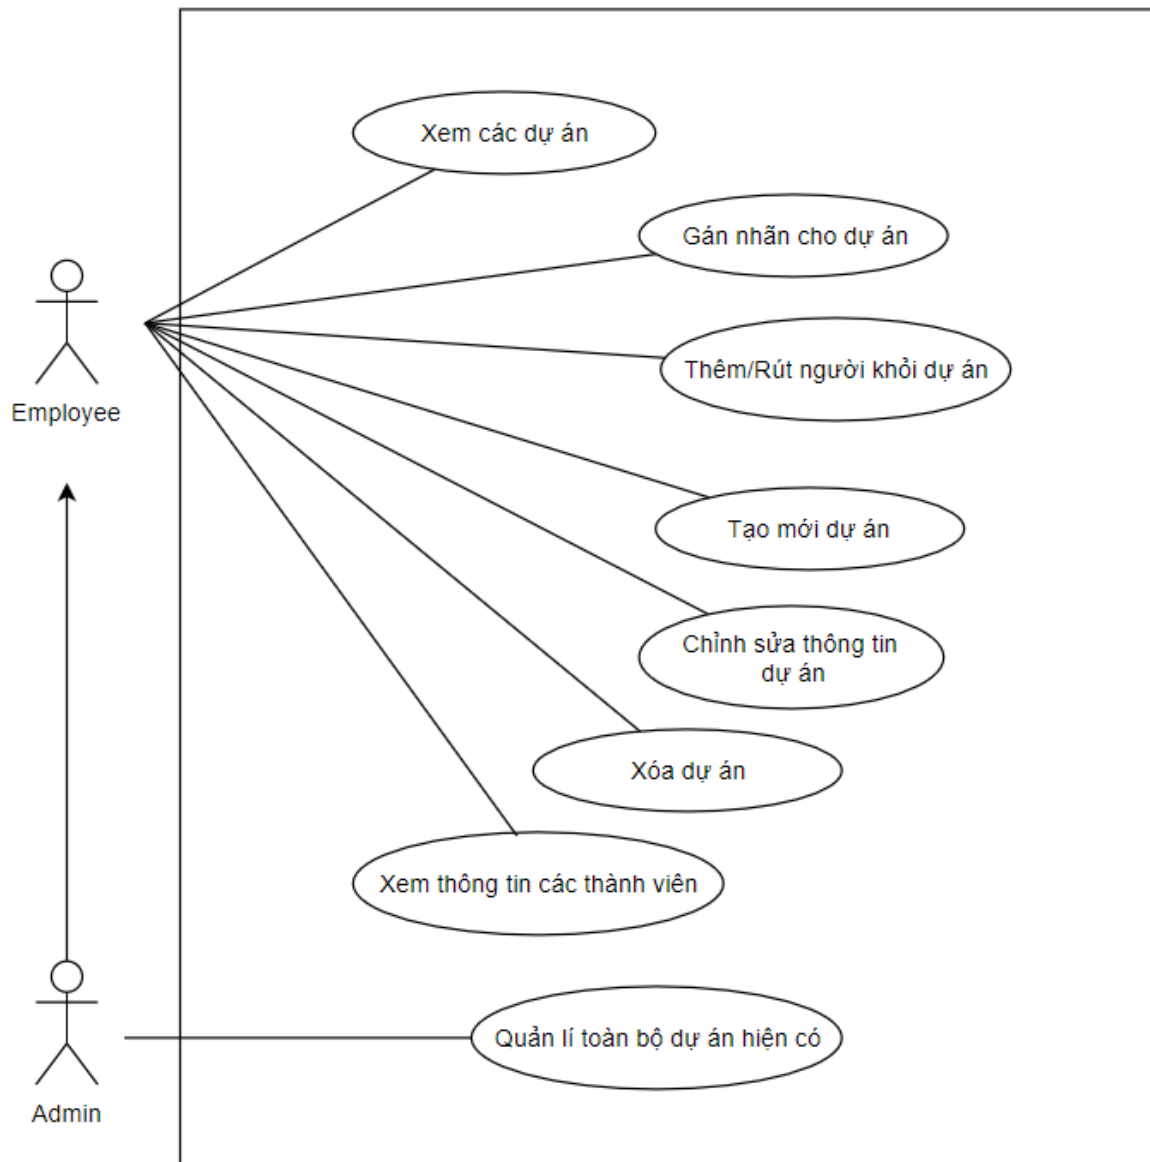 Xem các dự án
Gán nhãn cho dự án
Thêm/Rút người khỏi dự án
Employee
Tạo mới dự án
Chỉnh sửa thông tin
dự án
Xóa dự án
Xem thông tin các thành viên
Quản lí toàn bộ dự án hiện có
Admin